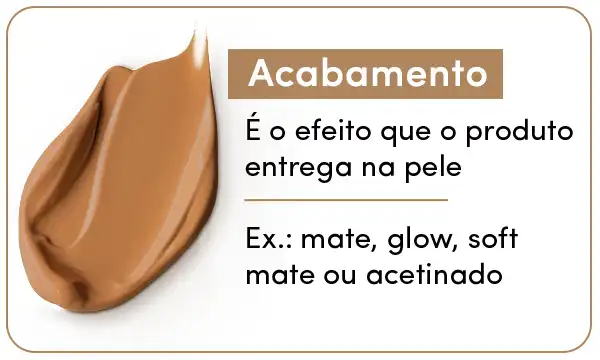 Acabamento
É o efeito que o produto
entrega na pele
Ex.: mate, glow, soft
mate ou acetinado